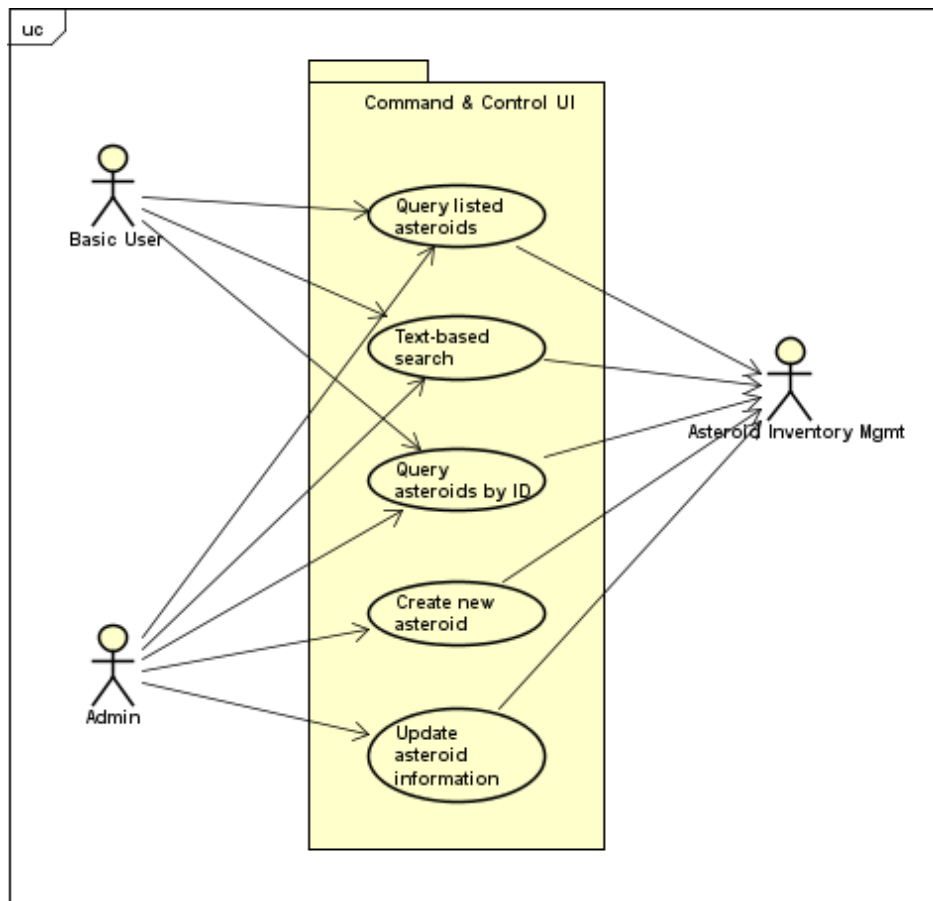 uc
Command & Control UI
Query listed
asteroids
Basic User
Text-based
search
Asteroid Inventory Mgmt
Query
asteroids by ID
Create new
asteroid
Admin
Update
asteroid
information